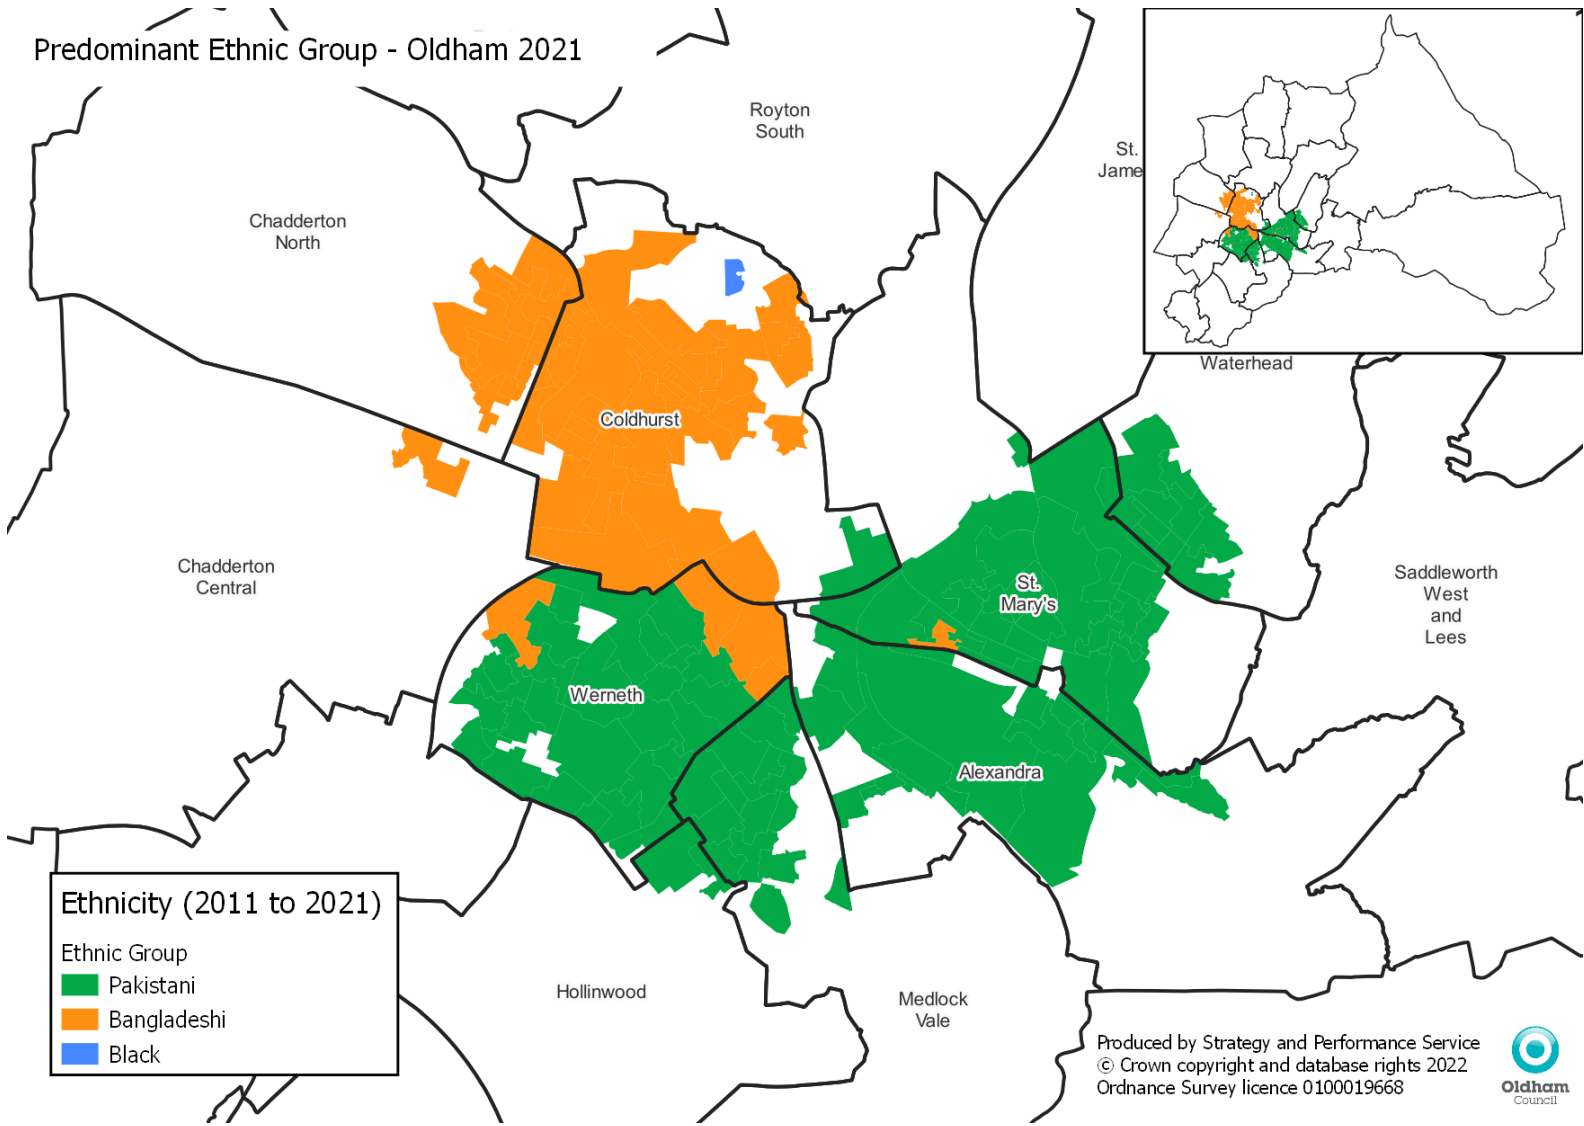 Predominant Ethnic Group - Oldham 2021
Royton
South
St.
Jame
Chadderton
North
Waterhead
Coldhurst
Chadderton
Central
St.
Mary's
Saddleworth
West
and
Lees
Werneth
Alexandra
Hollinwood
Medlock
Vale
Ethnicity (2011 to 2021)
Ethnic Group
Pakistani
Bangladeshi
Black
Produced by Strategy and Performance Service
© Crown copyright and database rights 2022
Ordnance Survey licence 0100019668
Oldham
Council